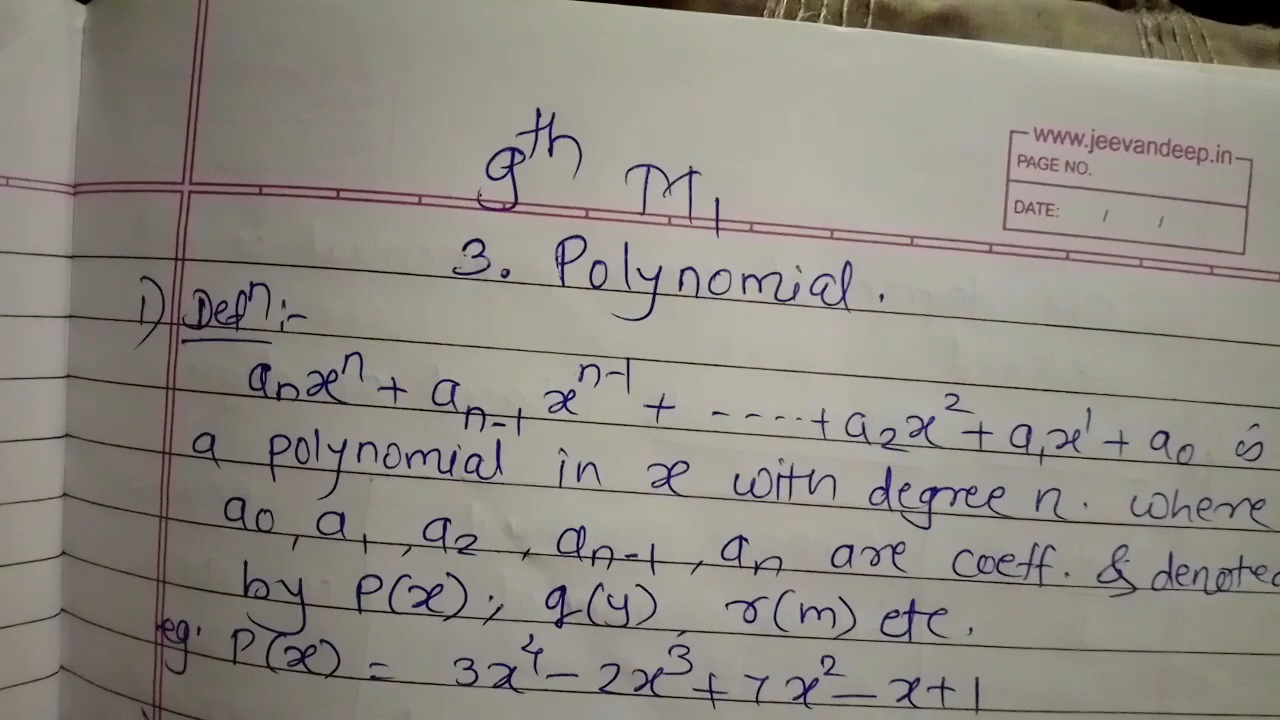 9th M1
www.jeevandeep.in
PAGE NO.
DATE: / /
3. Polynomial.
1) Defⁿ:-
aₙxⁿ + aₙ₋₁ xⁿ⁻¹ + - - - - + a₂x² + a₁x¹ + a₀ is
a polynomial in x with degree n. where
a₀, a₁, a₂, aₙ₋₁, aₙ are coeff. & denoted
by P(x), q(y), r(m) etc.
eg. P(x) = 3x⁴ - 2x³ + 7x² - x + 1